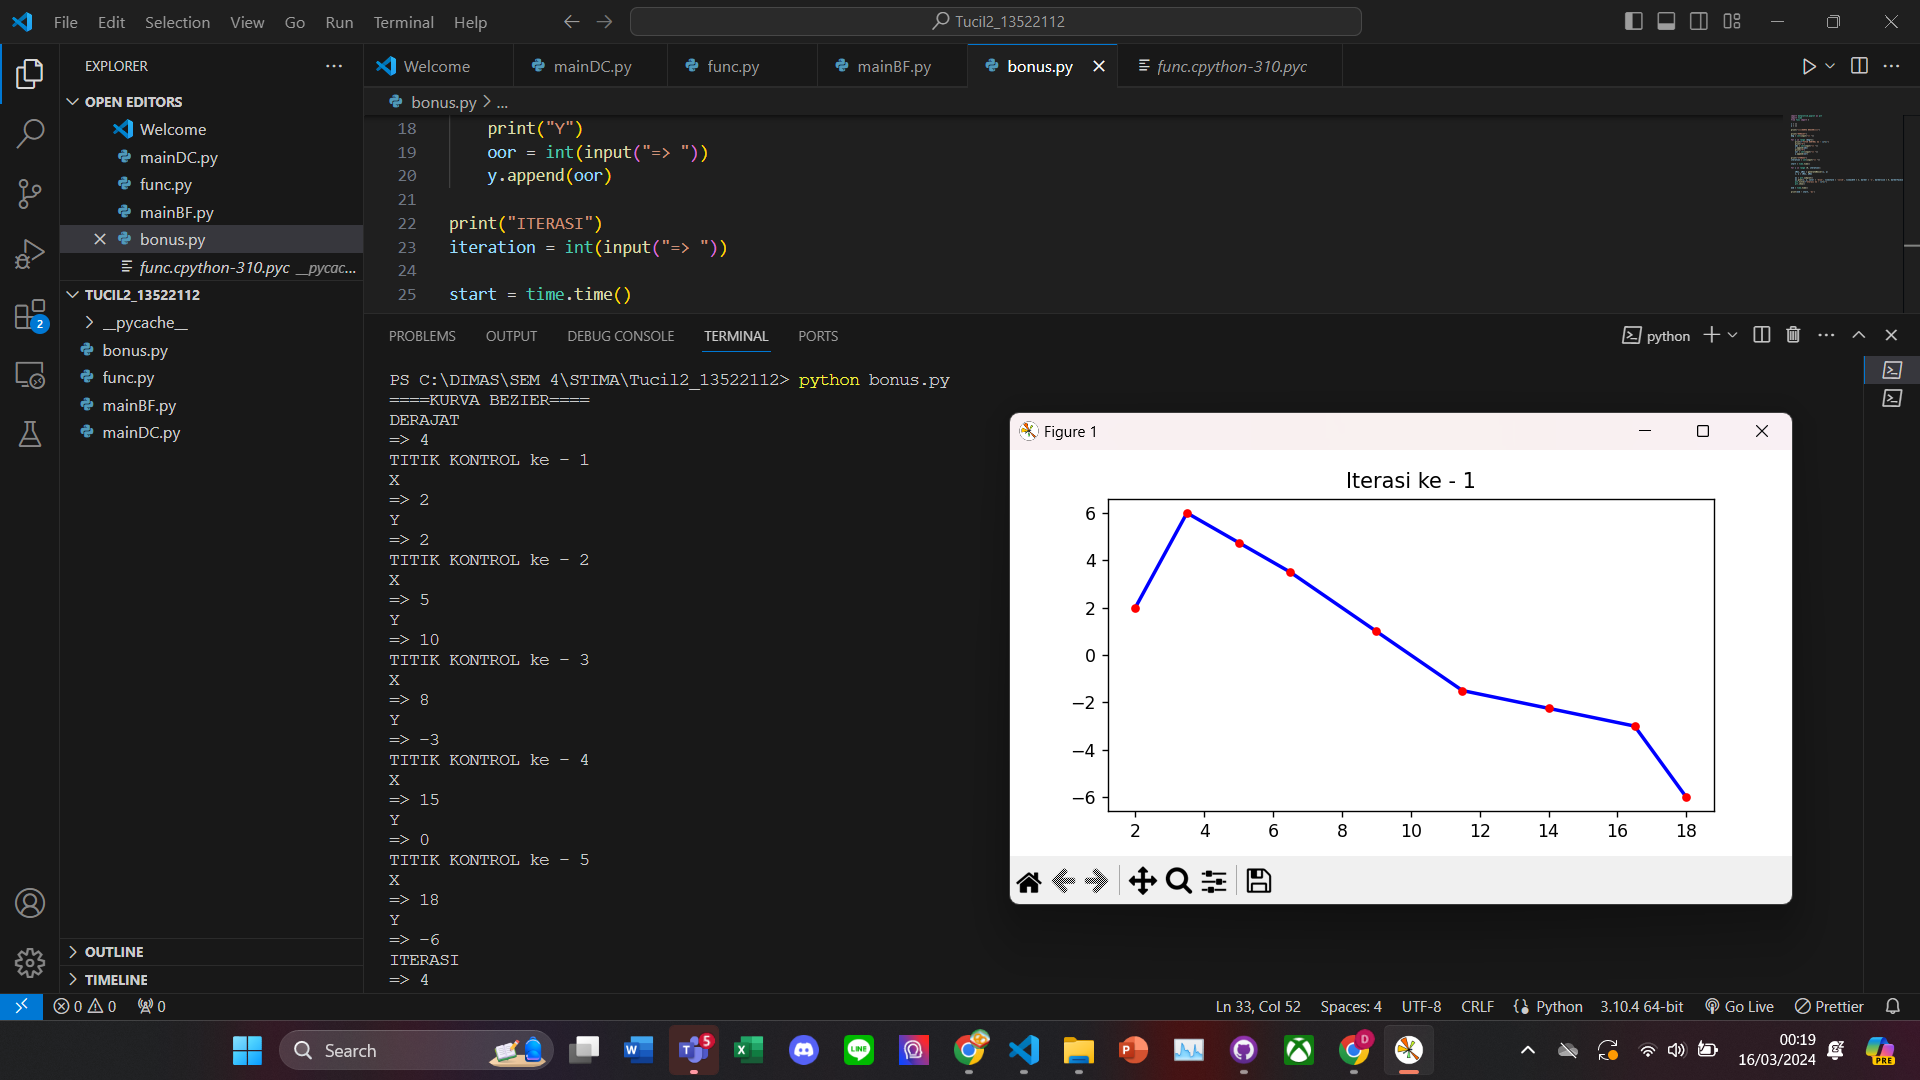 File Edit Selection View Go Run Terminal Help
Tucil2_13522112
EXPLORER
OPEN EDITORS
Welcome
mainDC.py
func.py
mainBF.py
bonus.py
func.cpython-310.pyc __pycac...
TUCIL2_13522112
__pycache__
bonus.py
func.py
mainBF.py
mainDC.py
OUTLINE
TIMELINE
2
Welcome mainDC.py func.py mainBF.py bonus.py func.cpython-310.pyc
bonus.py > ...
18 print("Y")
19 oor = int(input("=> "))
20 y.append(oor)
21
22 print("ITERASI")
23 iteration = int(input("=> "))
24
25 start = time.time()
PROBLEMS OUTPUT DEBUG CONSOLE TERMINAL PORTS
python
PS C:\DIMAS\SEM 4\STIMA\Tucil2_13522112> python bonus.py
====KURVA BEZIER====
DERAJAT
=> 4
TITIK KONTROL ke - 1
X
=> 2
Y
=> 2
TITIK KONTROL ke - 2
X
=> 5
Y
=> 10
TITIK KONTROL ke - 3
X
=> 8
Y
=> -3
TITIK KONTROL ke - 4
X
=> 15
Y
=> 0
TITIK KONTROL ke - 5
X
=> 18
Y
=> -6
ITERASI
=> 4
Figure 1
Iterasi ke - 1
6
4
2
0
−2
−4
−6
2 4 6 8 10 12 14 16 18
0 0 0
Ln 33, Col 52 Spaces: 4 UTF-8 CRLF Python 3.10.4 64-bit Go Live Prettier
Search
5
LINE
D
00:19
16/03/2024
PRE